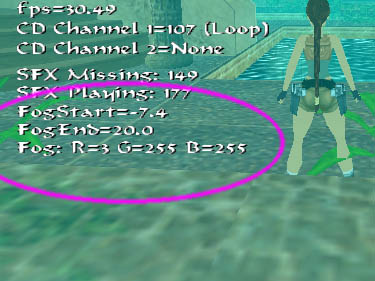 fps=30.49
CD Channel 1=107 (Loop)
CD Channel 2=None
SFX Missing: 149
SFX Playing: 177
FogStart=-7.4
FogEnd=20.0
Fog: R=3 G=255 B=255